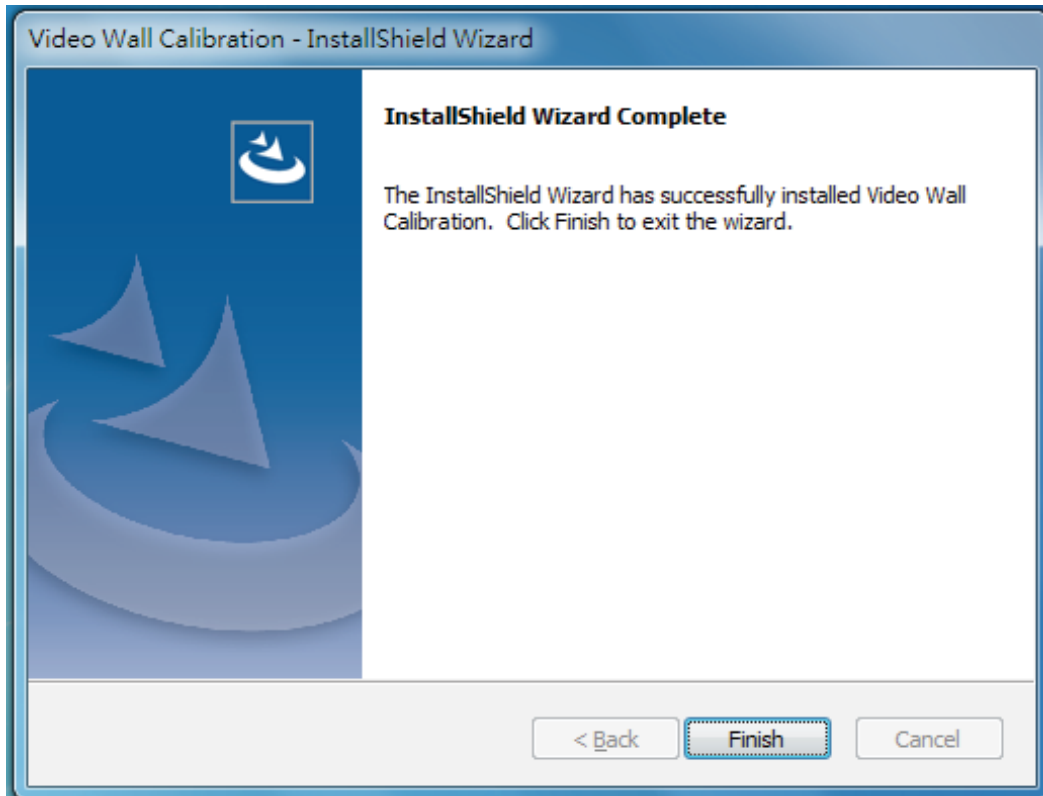 Video Wall Calibration - InstallShield Wizard
InstallShield Wizard Complete
The InstallShield Wizard has successfully installed Video Wall
Calibration.  Click Finish to exit the wizard.
< Back
Finish
Cancel